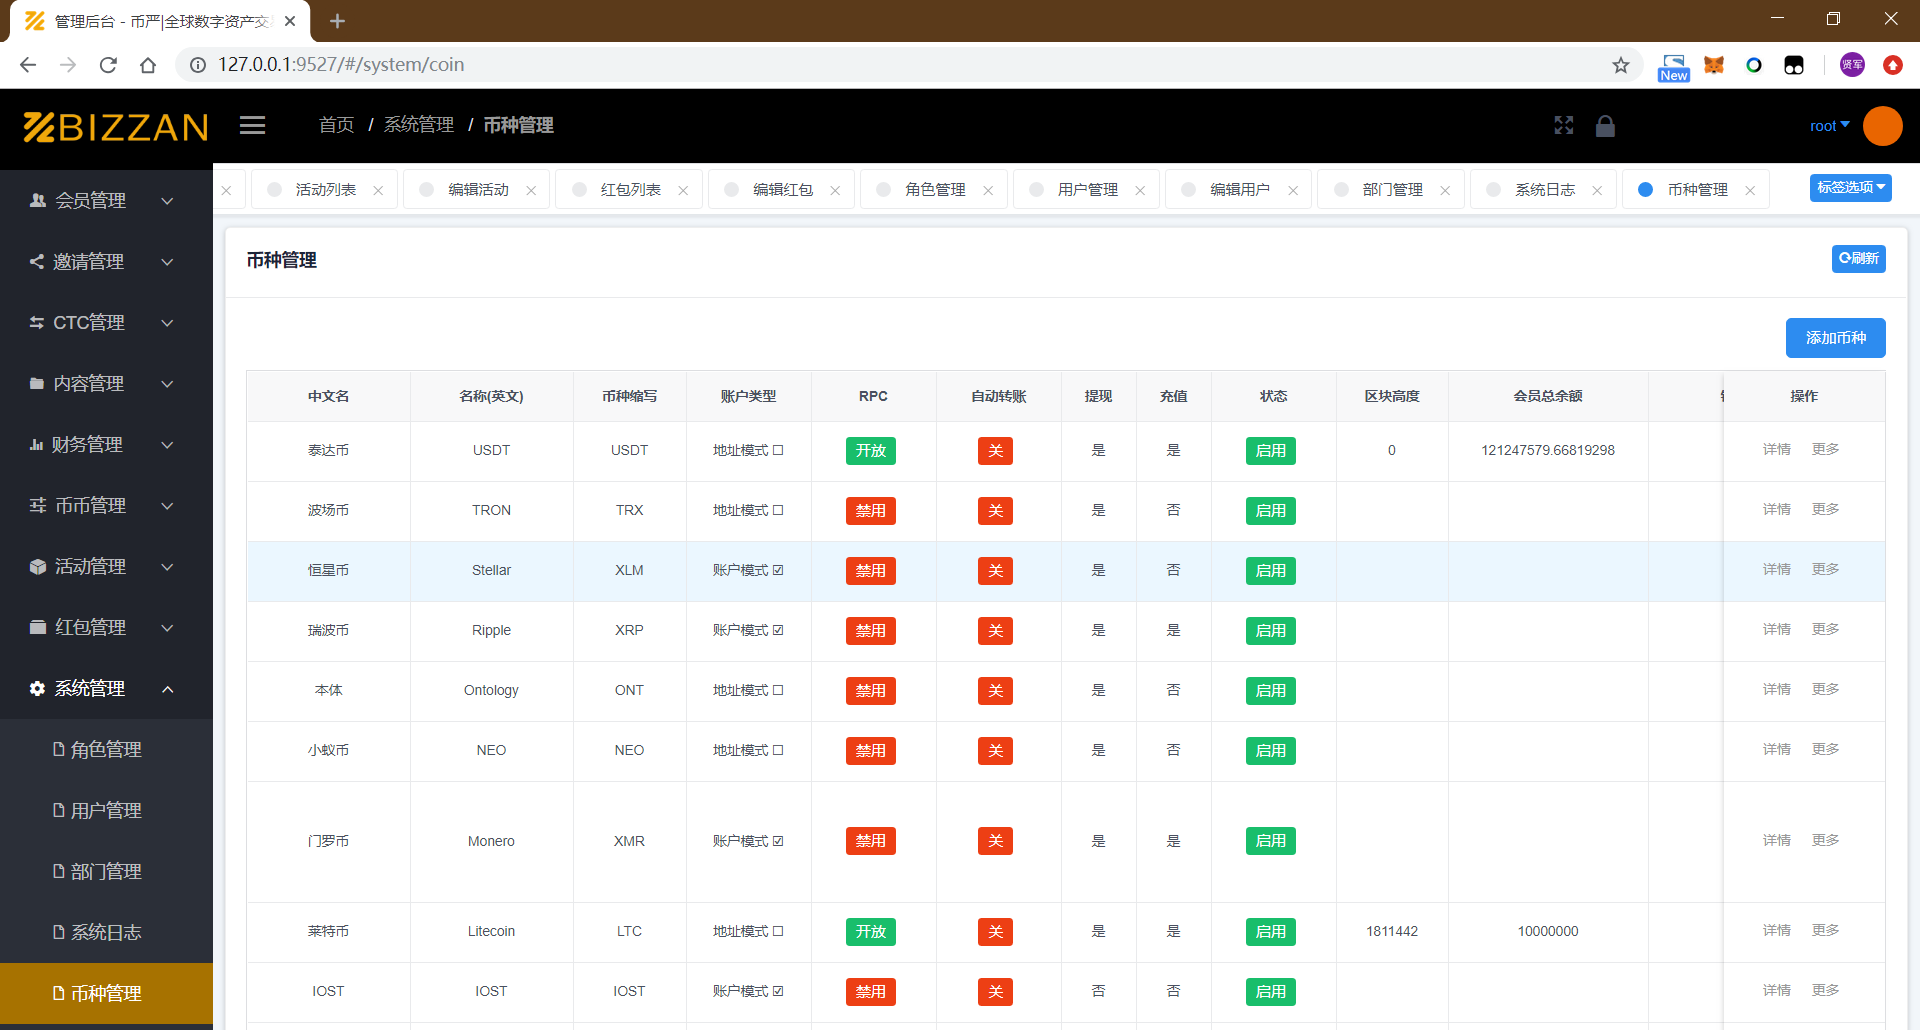 管理后台 - 币严|全球数字资产交
127.0.0.1:9527/#/system/coin
New
贤军
BIZZAN
首页 / 系统管理 / 币种管理
root
会员管理
邀请管理
CTC管理
内容管理
财务管理
币币管理
活动管理
红包管理
系统管理
角色管理
用户管理
部门管理
系统日志
币种管理
活动列表 编辑活动 红包列表 编辑红包 角色管理 用户管理 编辑用户 部门管理 系统日志 币种管理 标签选项
币种管理
刷新
添加币种
中文名 名称(英文) 币种缩写 账户类型 RPC 自动转账 提现 充值 状态 区块高度 会员总余额 操作
泰达币 USDT USDT 地址模式 ☐ 开放 关 是 是 启用 0 121247579.66819298 详情 更多
波场币 TRON TRX 地址模式 ☐ 禁用 关 是 否 启用 详情 更多
恒星币 Stellar XLM 账户模式 ☑ 禁用 关 是 否 启用 详情 更多
瑞波币 Ripple XRP 账户模式 ☑ 禁用 关 是 是 启用 详情 更多
本体 Ontology ONT 地址模式 ☐ 禁用 关 是 否 启用 详情 更多
小蚁币 NEO NEO 地址模式 ☐ 禁用 关 是 否 启用 详情 更多
门罗币 Monero XMR 账户模式 ☑ 禁用 关 是 是 启用 详情 更多
莱特币 Litecoin LTC 地址模式 ☐ 开放 关 是 是 启用 1811442 10000000 详情 更多
IOST IOST IOST 账户模式 ☑ 禁用 关 否 否 启用 详情 更多